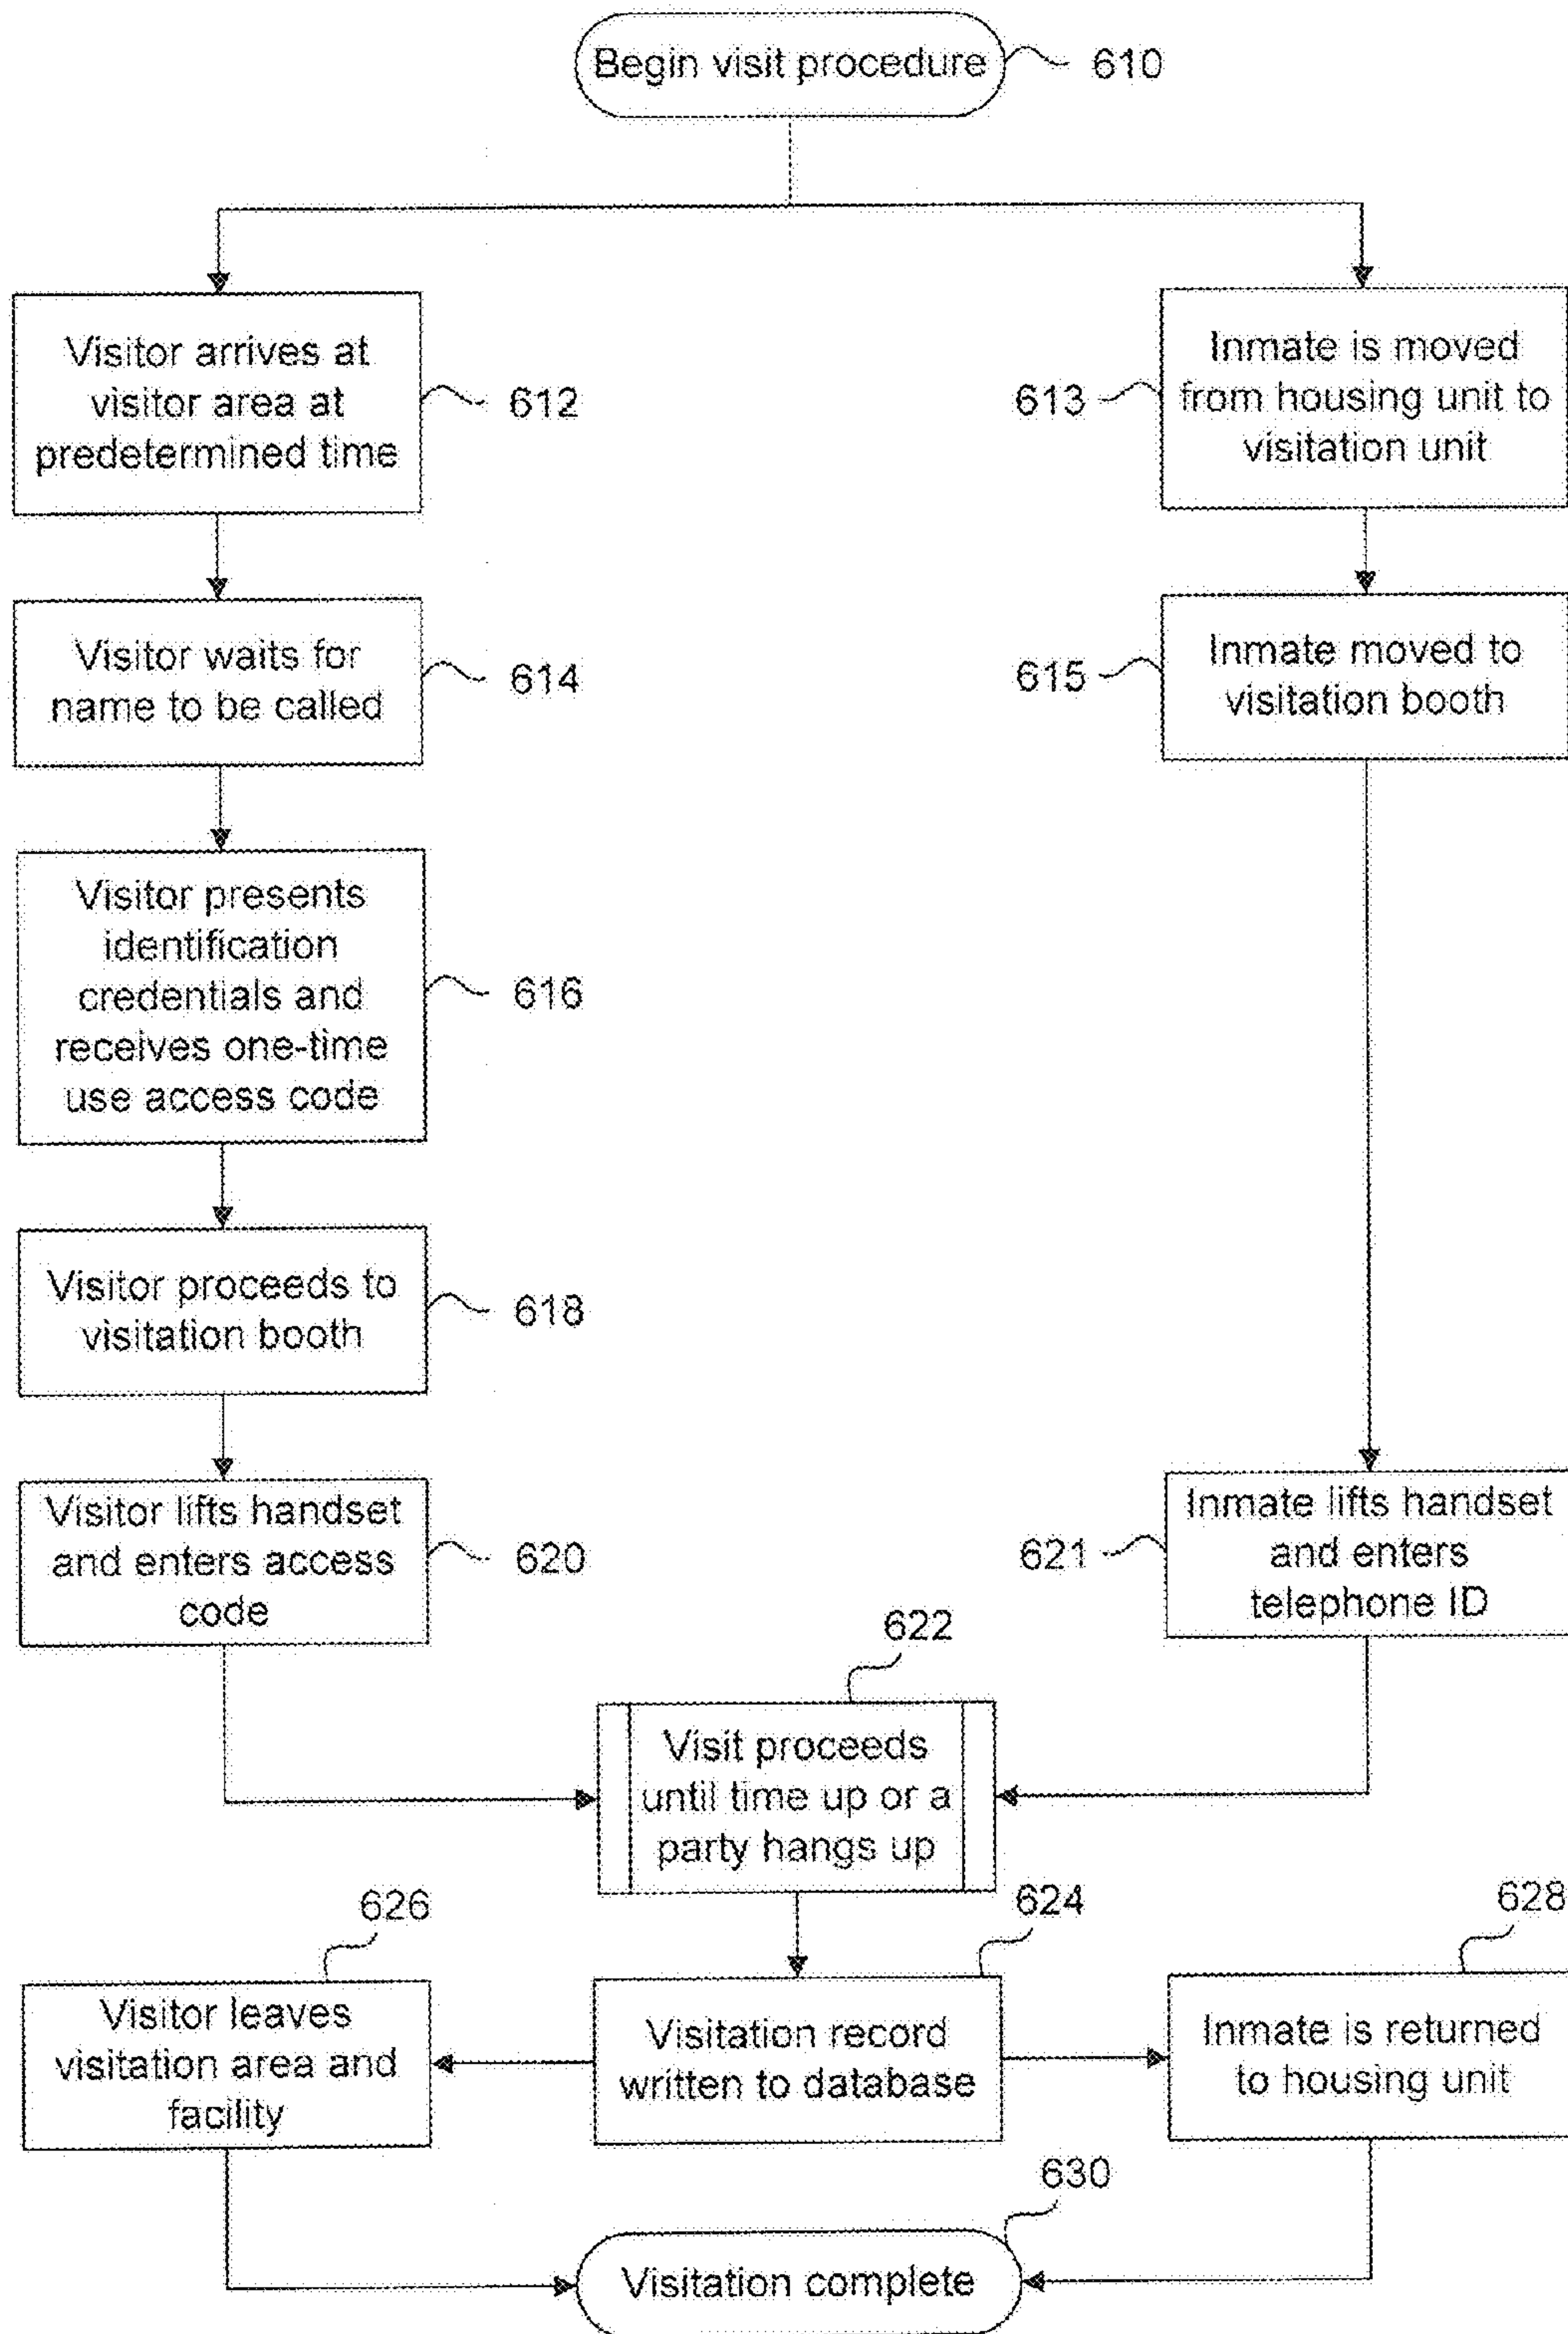 Begin visit procedure
610
Visitor arrives at
visitor area at
predetermined time
612
613
Inmate is moved
from housing unit to
visitation unit
Visitor waits for
name to be called
614
615
Inmate moved to
visitation booth
Visitor presents
identification
credentials and
receives one-time
use access code
616
Visitor proceeds to
visitation booth
618
Visitor lifts handset
and enters access
code
620
621
Inmate lifts handset
and enters
telephone ID
622
Visit proceeds
until time up or a
party hangs up
626
Visitor leaves
visitation area and
facility
624
Visitation record
written to database
628
Inmate is returned
to housing unit
630
Visitation complete